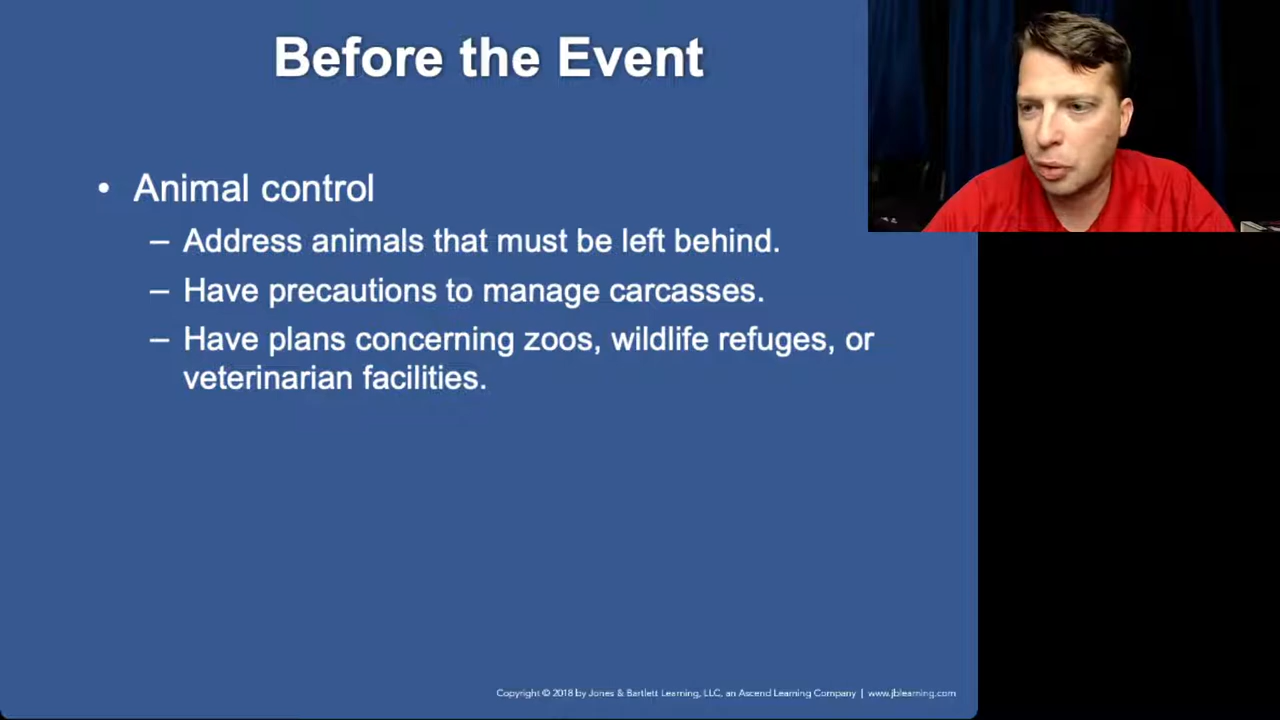 Before the Event
• Animal control
– Address animals that must be left behind.
– Have precautions to manage carcasses.
– Have plans concerning zoos, wildlife refuges, or
veterinarian facilities.
Copyright © 2018 by Jones & Bartlett Learning, LLC, an Ascend Learning Company | www.jblearning.com